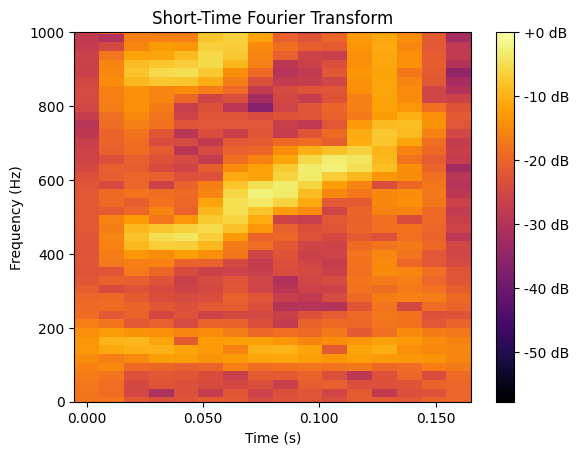 Short-Time Fourier Transform
1000
800
600
400
200
0
Frequency (Hz)
0.000
0.050
0.100
0.150
Time (s)
+0 dB
-10 dB
-20 dB
-30 dB
-40 dB
-50 dB